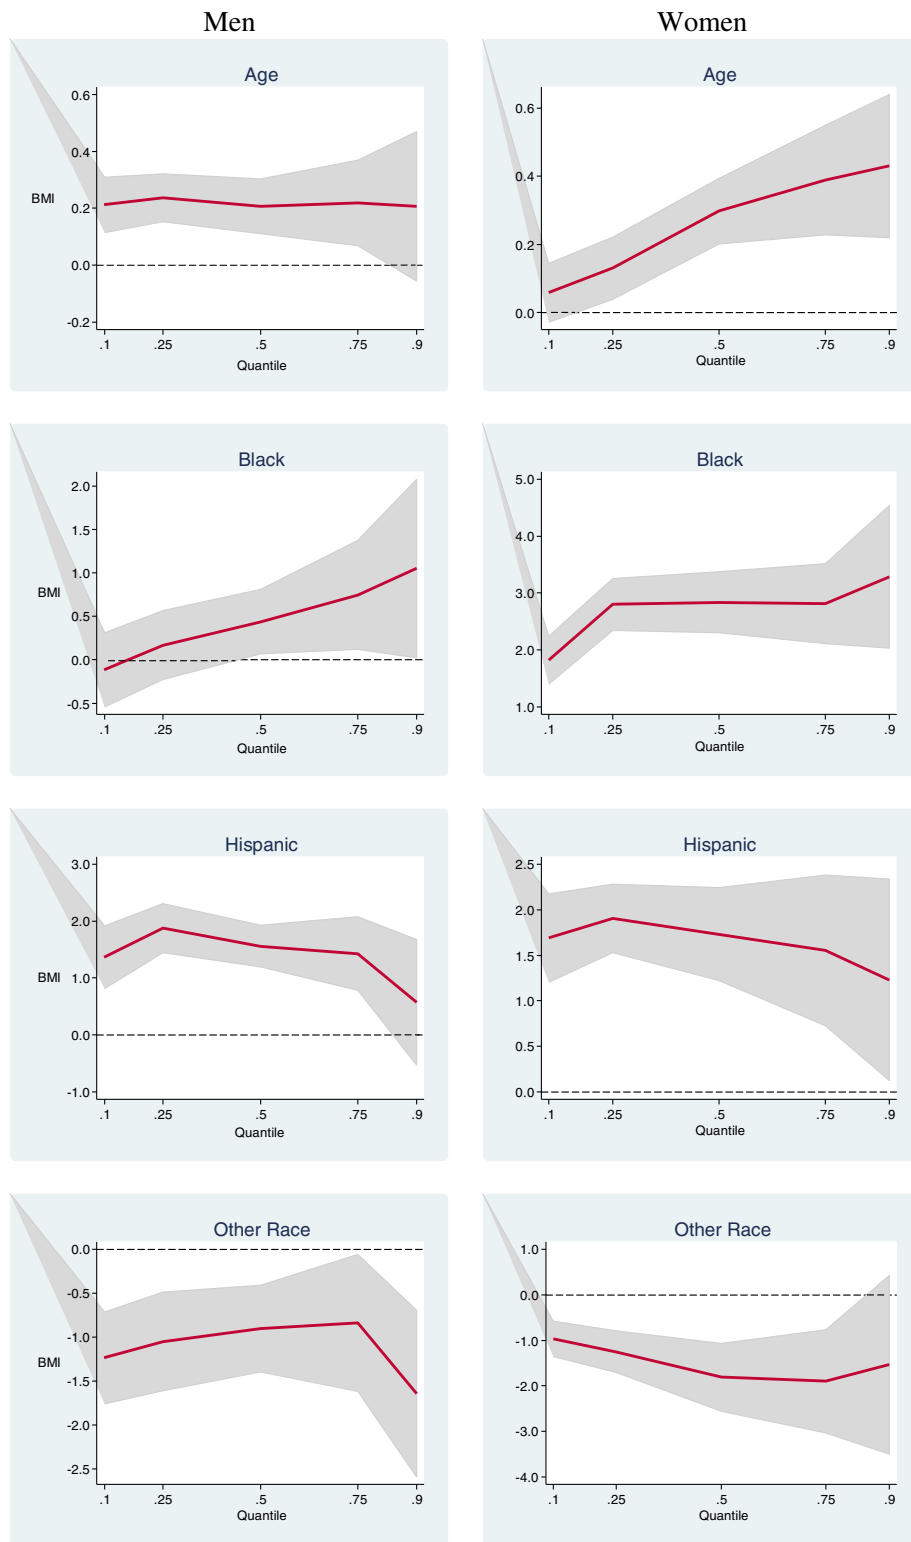 Men Women
Age
0.6
0.4
BMI
0.2
0.0
-0.2
.1 .25 .5 .75 .9
Quantile
Age
0.6
0.4
0.2
0.0
.1 .25 .5 .75 .9
Quantile
Black
2.0
1.5
1.0
BMI
0.5
0.0
-0.5
.1 .25 .5 .75 .9
Quantile
Black
5.0
4.0
3.0
2.0
1.0
.1 .25 .5 .75 .9
Quantile
Hispanic
3.0
2.0
1.0
BMI
0.0
-1.0
.1 .25 .5 .75 .9
Quantile
Hispanic
2.5
2.0
1.5
1.0
0.5
0.0
.1 .25 .5 .75 .9
Quantile
Other Race
0.0
-0.5
-1.0
BMI
-1.5
-2.0
-2.5
.1 .25 .5 .75 .9
Quantile
Other Race
1.0
0.0
-1.0
-2.0
-3.0
-4.0
.1 .25 .5 .75 .9
Quantile